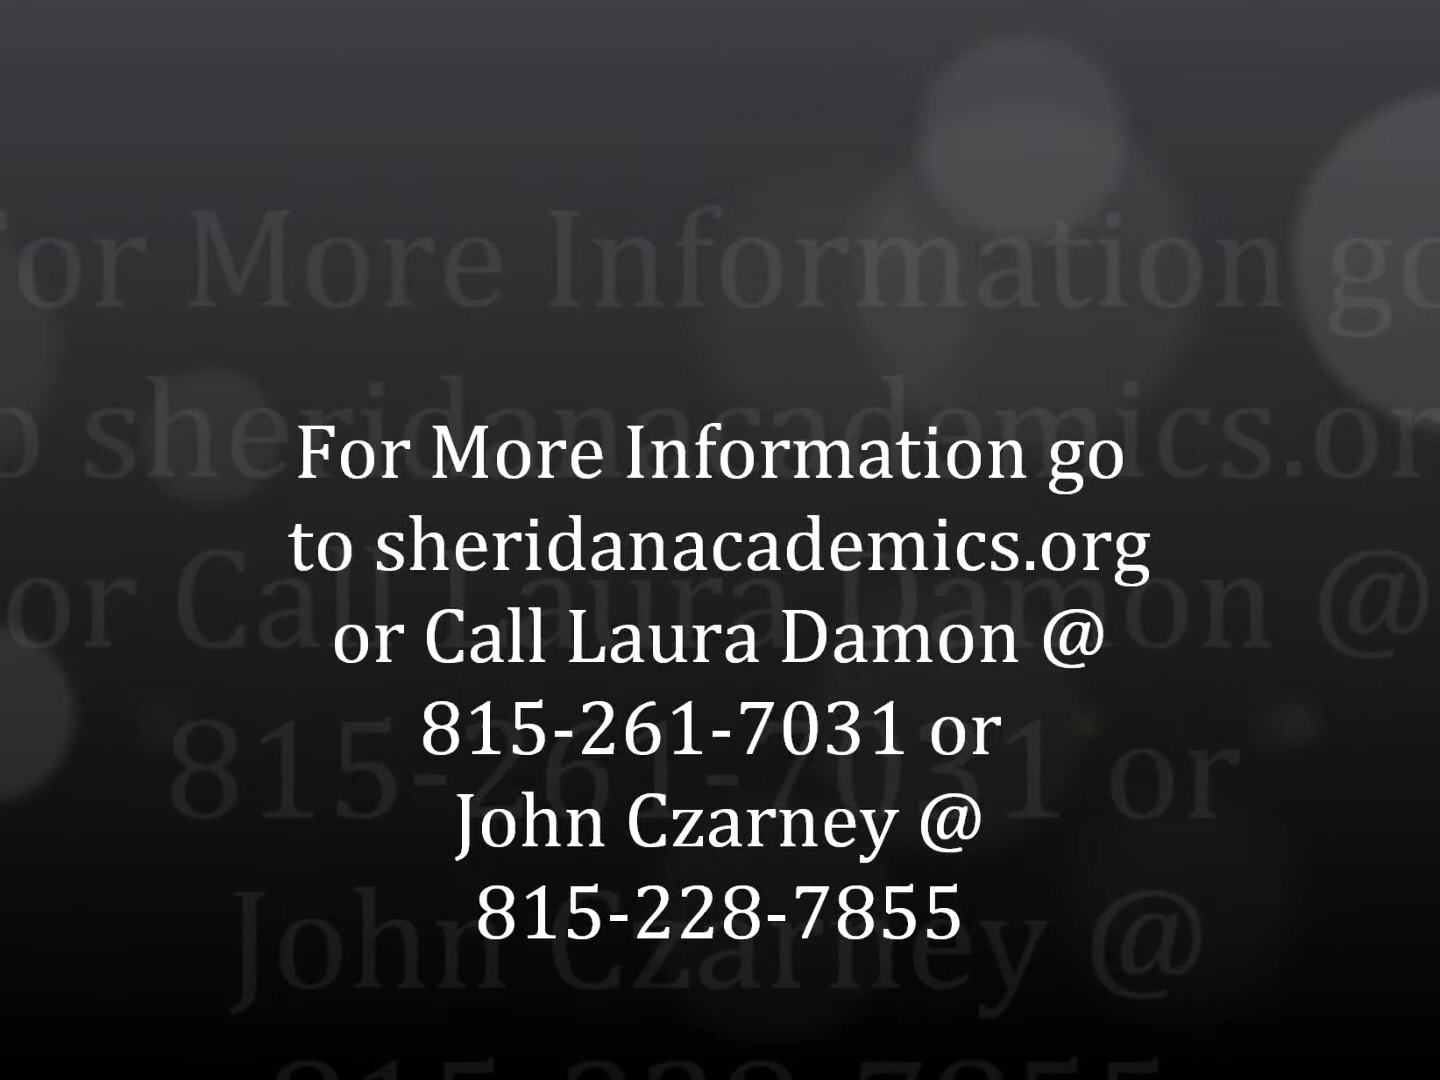 For More Information go
to sheridanacademics.org
or Call Laura Damon @
815-261-7031 or
John Czarney @
815-228-7855